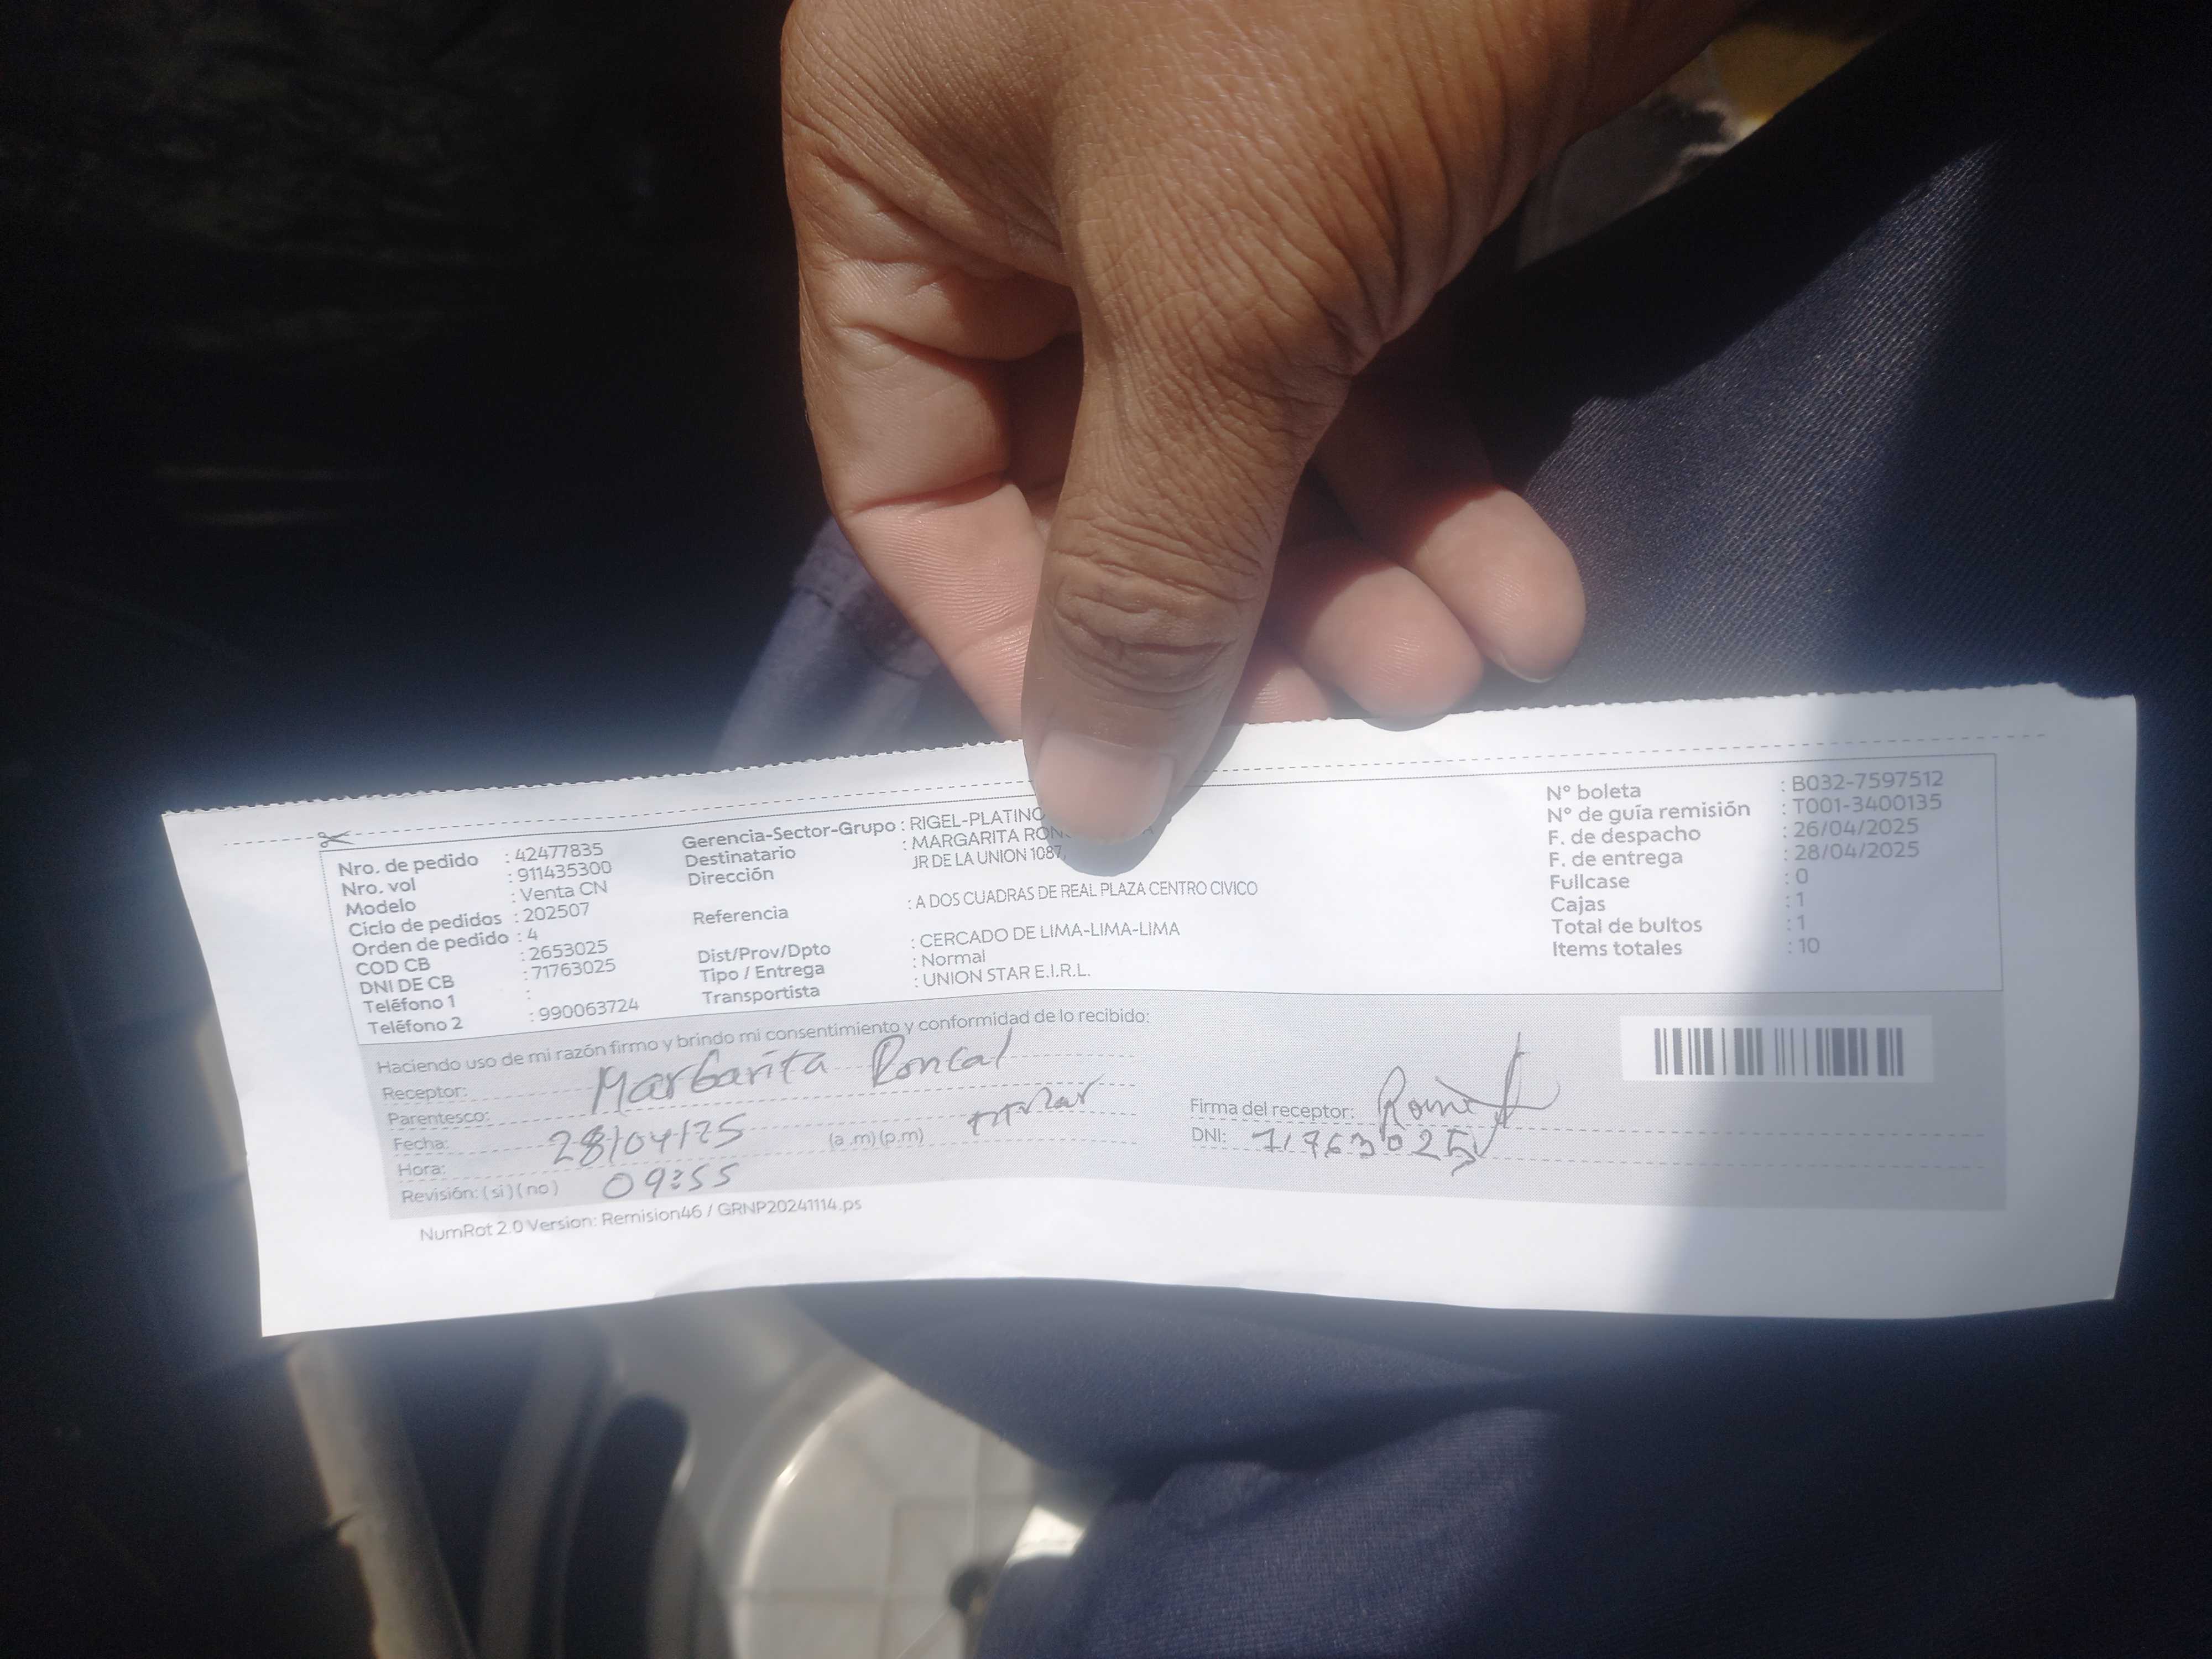 Nro. de pedido : 42477835
Nro. vol : 911435300
Modelo : Venta CN
Ciclo de pedidos : 202507
Orden de pedido : 4
COD CB : 2653025
DNI DE CB : 71763025
Teléfono 1 :
Teléfono 2 : 990063724
Gerencia-Sector-Grupo : RIGEL-PLATINO
Destinatario : MARGARITA RON
Dirección JR DE LA UNION 1087,
Referencia : A DOS CUADRAS DE REAL PLAZA CENTRO CIVICO
Dist/Prov/Dpto : CERCADO DE LIMA-LIMA-LIMA
Tipo / Entrega : Normal
Transportista : UNION STAR E.I.R.L.
N° boleta : B032-7597512
N° de guía remisión : T001-3400135
F. de despacho : 26/04/2025
F. de entrega : 28/04/2025
Fullcase : 0
Cajas : 1
Total de bultos : 1
Items totales : 10
Haciendo uso de mi razón firmo y brindo mi consentimiento y conformidad de lo recibido:
Receptor: Margarita Roncal
Parentesco:
Fecha: 28/04/25 (a .m) (p.m)
Hora: 09:55
Revisión: ( si ) ( no )
Firma del receptor:
DNI: 71763025
NumRot 2.0 Version: Remision46 / GRNP20241114.ps